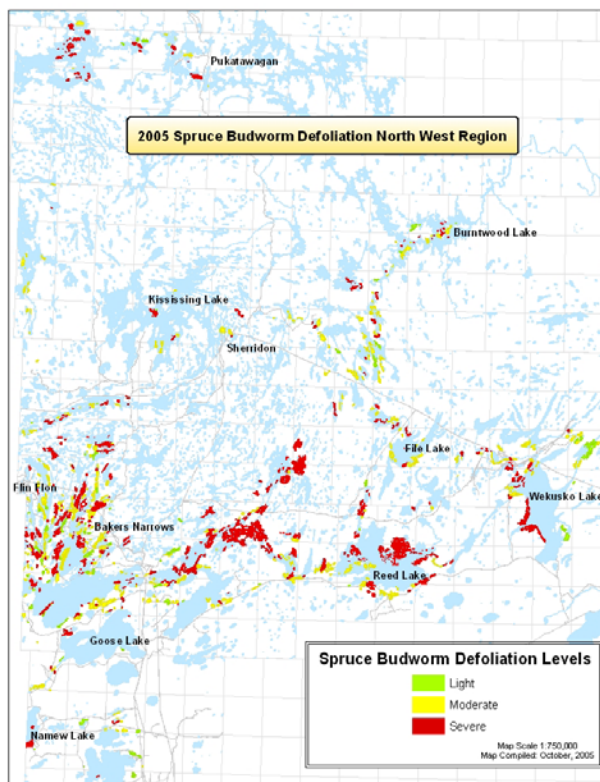 Pukatawagan
2005 Spruce Budworm Defoliation North West Region
Burntwood Lake
Kississing Lake
Sherridon
File Lake
Flin Flon
Wekusko Lake
Bakers Narrows
Reed Lake
Goose Lake
Spruce Budworm Defoliation Levels
Light
Moderate
Severe
Namew Lake
Map Scale 1:750,000
Map Compiled: October, 2005